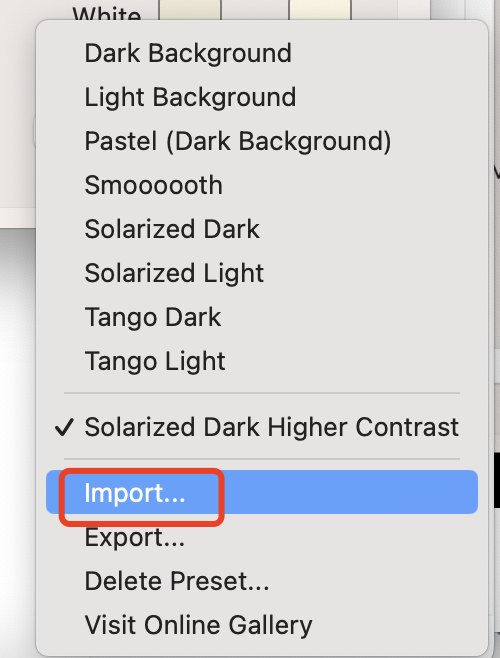 White
Dark Background
Light Background
Pastel (Dark Background)
Smoooooth
Solarized Dark
Solarized Light
Tango Dark
Tango Light
✓ Solarized Dark Higher Contrast
Import...
Export...
Delete Preset...
Visit Online Gallery